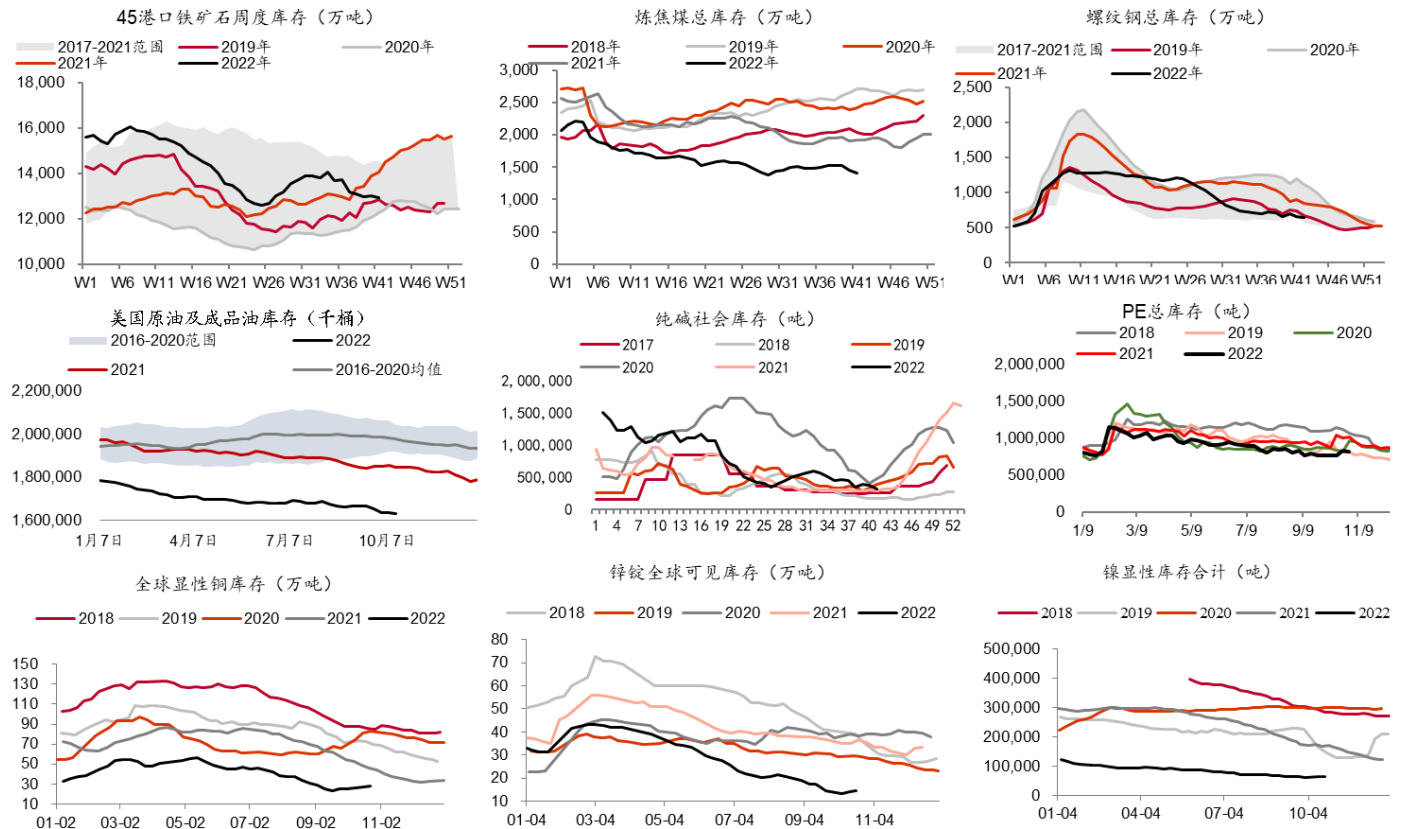 45港口铁矿石周度库存（万吨）
2017-2021范围 2019年 2020年
2021年 2022年
18,000
16,000
14,000
12,000
10,000
W1 W6 W11 W16 W21 W26 W31 W36 W41 W46 W51
炼焦煤总库存（万吨）
2018年 2019年 2020年
2021年 2022年
3,000
2,500
2,000
1,500
1,000
500
0
W1 W6 W11 W16 W21 W26 W31 W36 W41 W46 W51
螺纹钢总库存（万吨）
2017-2021范围 2019年 2020年
2021年 2022年
2,500
2,000
1,500
1,000
500
0
W1 W6 W11 W16 W21 W26 W31 W36 W41 W46 W51
美国原油及成品油库存（千桶）
2016-2020范围 2022
2021 2016-2020均值
2,200,000
2,000,000
1,800,000
1,600,000
1月7日 4月7日 7月7日 10月7日
纯碱社会库存（吨）
2017 2018 2019
2020 2021 2022
2,000,000
1,500,000
1,000,000
500,000
0
1 4 7 10 13 16 19 22 25 28 31 34 37 40 43 46 49 52
PE总库存（吨）
2018 2019 2020
2021 2022
2,000,000
1,500,000
1,000,000
500,000
0
1/9 3/9 5/9 7/9 9/9 11/9
全球显性铜库存（万吨）
2018 2019 2020 2021 2022
150
130
110
90
70
50
30
10
01-02 03-02 05-02 07-02 09-02 11-02
锌锭全球可见库存（万吨）
2018 2019 2020 2021 2022
80
70
60
50
40
30
20
10
01-04 03-04 05-04 07-04 09-04 11-04
镍显性库存合计（吨）
2018 2019 2020 2021 2022
500,000
400,000
300,000
200,000
100,000
0
01-04 04-04 07-04 10-04